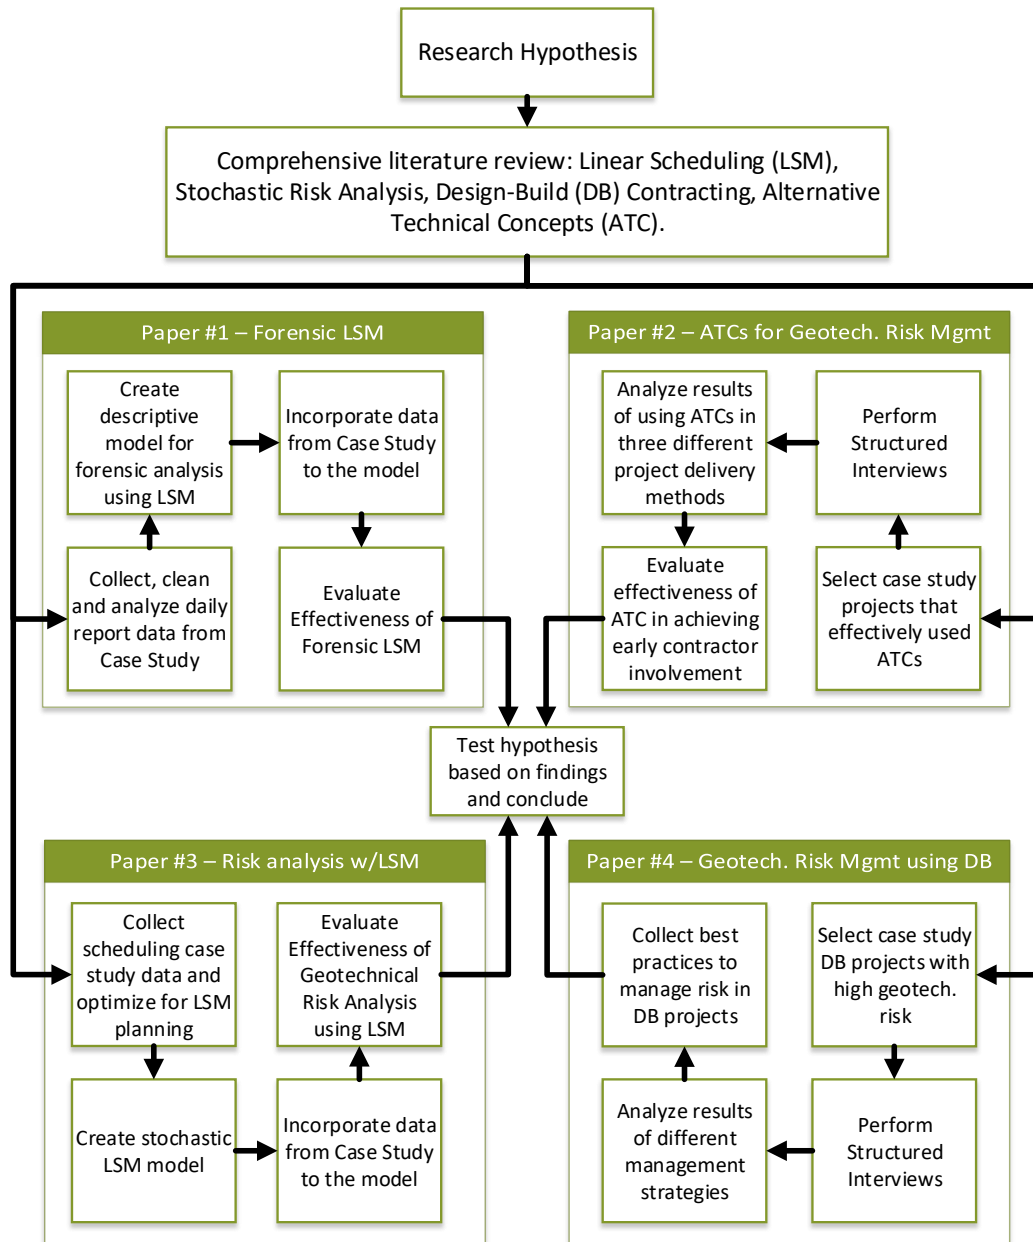 Research Hypothesis
Comprehensive literature review: Linear Scheduling (LSM),
Stochastic Risk Analysis, Design-Build (DB) Contracting, Alternative
Technical Concepts (ATC).
Paper #1 – Forensic LSM
Create
descriptive
model for
forensic analysis
using LSM
Incorporate data
from Case Study
to the model
Collect, clean
and analyze daily
report data from
Case Study
Evaluate
Effectiveness of
Forensic LSM
Paper #2 – ATCs for Geotech. Risk Mgmt
Analyze results
of using ATCs in
three different
project delivery
methods
Perform
Structured
Interviews
Evaluate
effectiveness of
ATC in achieving
early contractor
involvement
Select case study
projects that
effectively used
ATCs
Test hypothesis
based on findings
and conclude
Paper #3 – Risk analysis w/LSM
Collect
scheduling case
study data and
optimize for LSM
planning
Evaluate
Effectiveness of
Geotechnical
Risk Analysis
using LSM
Create stochastic
LSM model
Incorporate data
from Case Study
to the model
Paper #4 – Geotech. Risk Mgmt using DB
Collect best
practices to
manage risk in
DB projects
Select case study
DB projects with
high geotech.
risk
Analyze results
of different
management
strategies
Perform
Structured
Interviews